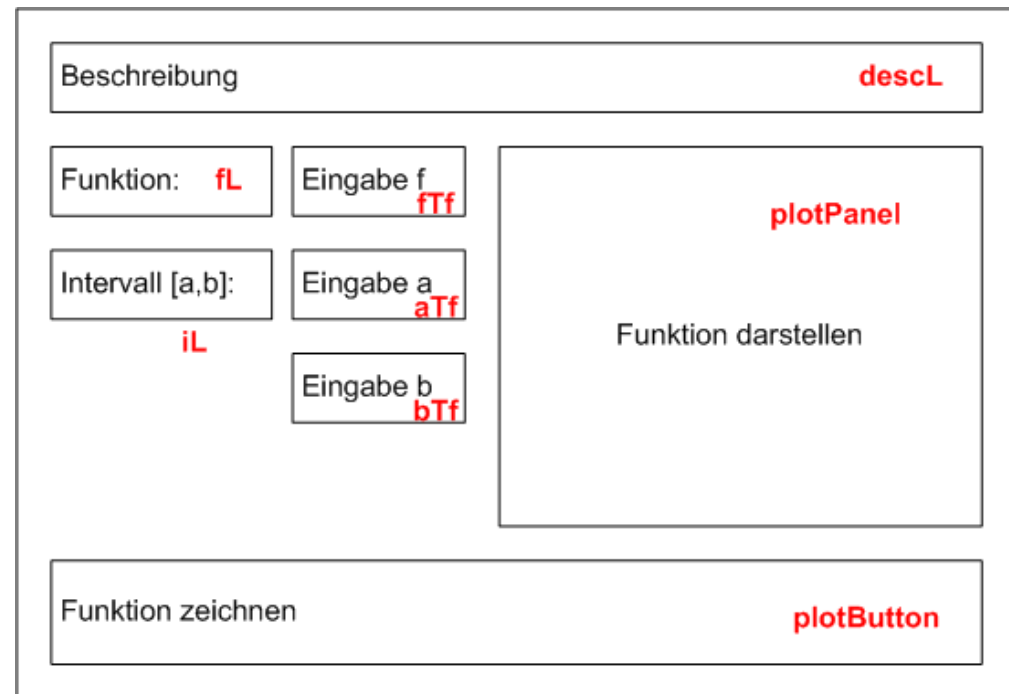 Beschreibung descL
Funktion: fL
Eingabe f
fTf
plotPanel
Intervall [a,b]:
iL
Eingabe a
aTf
Funktion darstellen
Eingabe b
bTf
Funktion zeichnen plotButton